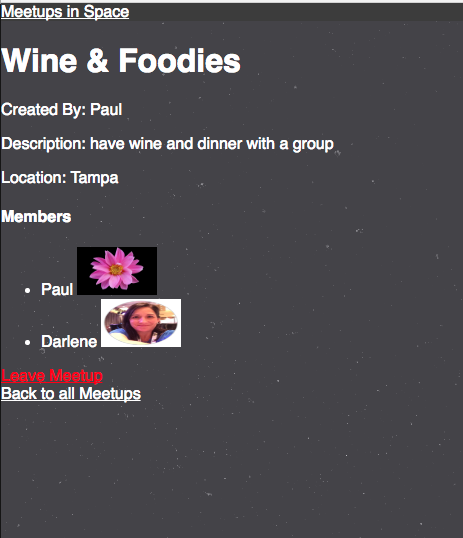 Meetups in Space
Wine & Foodies
Created By: Paul
Description: have wine and dinner with a group
Location: Tampa
Members
Paul
Darlene
Leave Meetup
Back to all Meetups